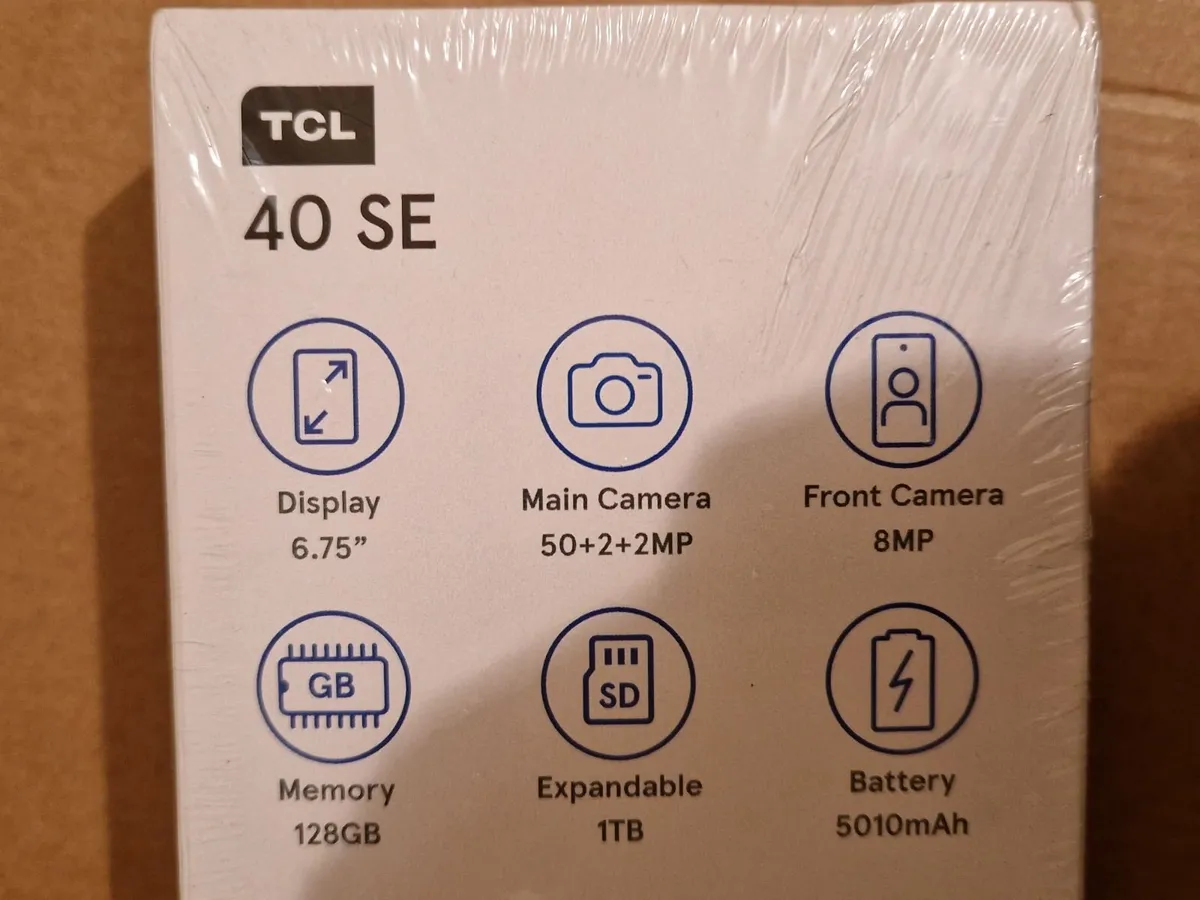 TCL
40 SE
Display
6.75”
Main Camera
50+2+2MP
Front Camera
8MP
GB
Memory
128GB
SD
Expandable
1TB
Battery
5010mAh